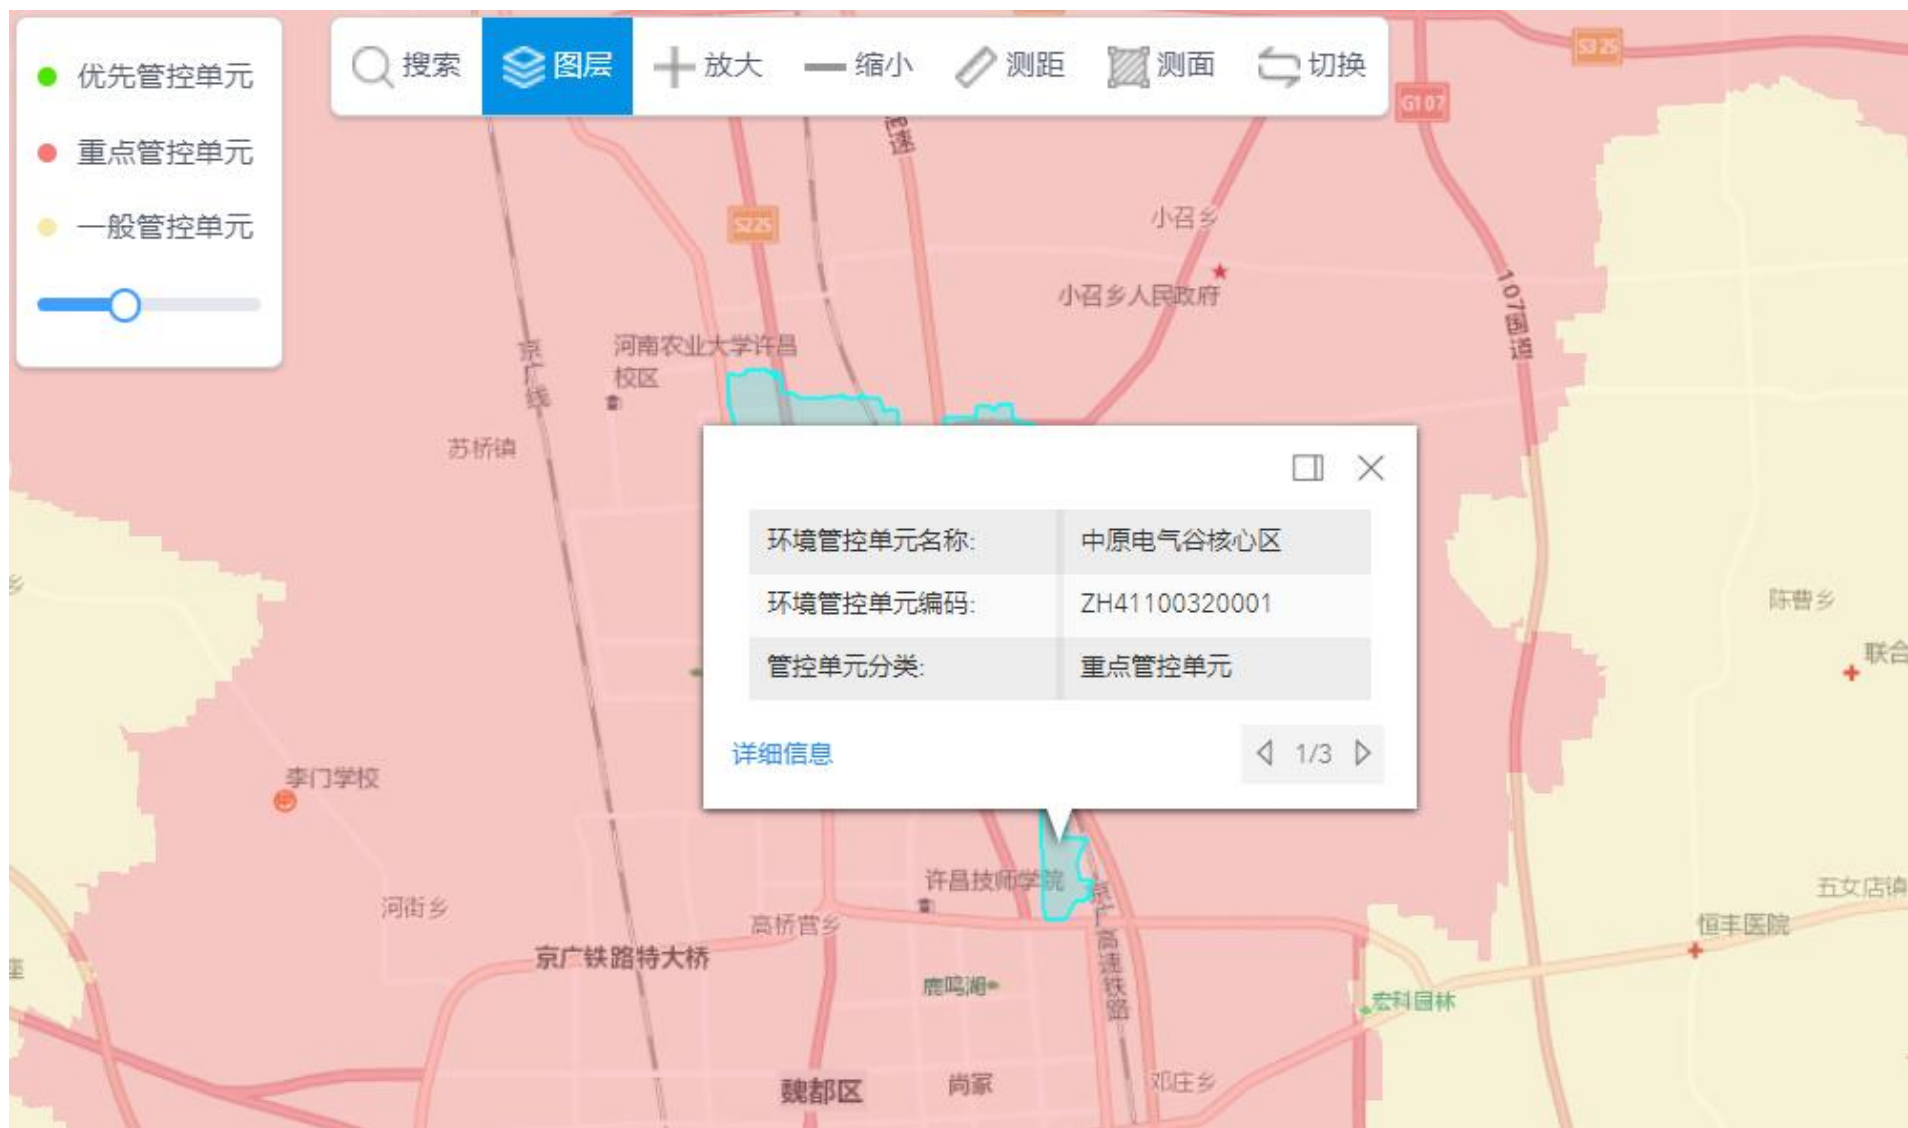 优先管控单元
重点管控单元
一般管控单元
搜索
图层
放大
缩小
测距
测面
切换
S325
G107
高速
S225
小召乡
小召乡人民政府
107国道
河南农业大学许昌
校区
京广线
苏桥镇
环境管控单元名称:
中原电气谷核心区
环境管控单元编码:
ZH41100320001
管控单元分类:
重点管控单元
详细信息
1/3
乡
陈曹乡
联合
李门学校
许昌技师学院
五女店镇
河街乡
高桥营乡
恒丰医院
京广铁路特大桥
京广高速铁路
鹿鸣湖
宏科园林
魏都区
尚冢
邓庄乡